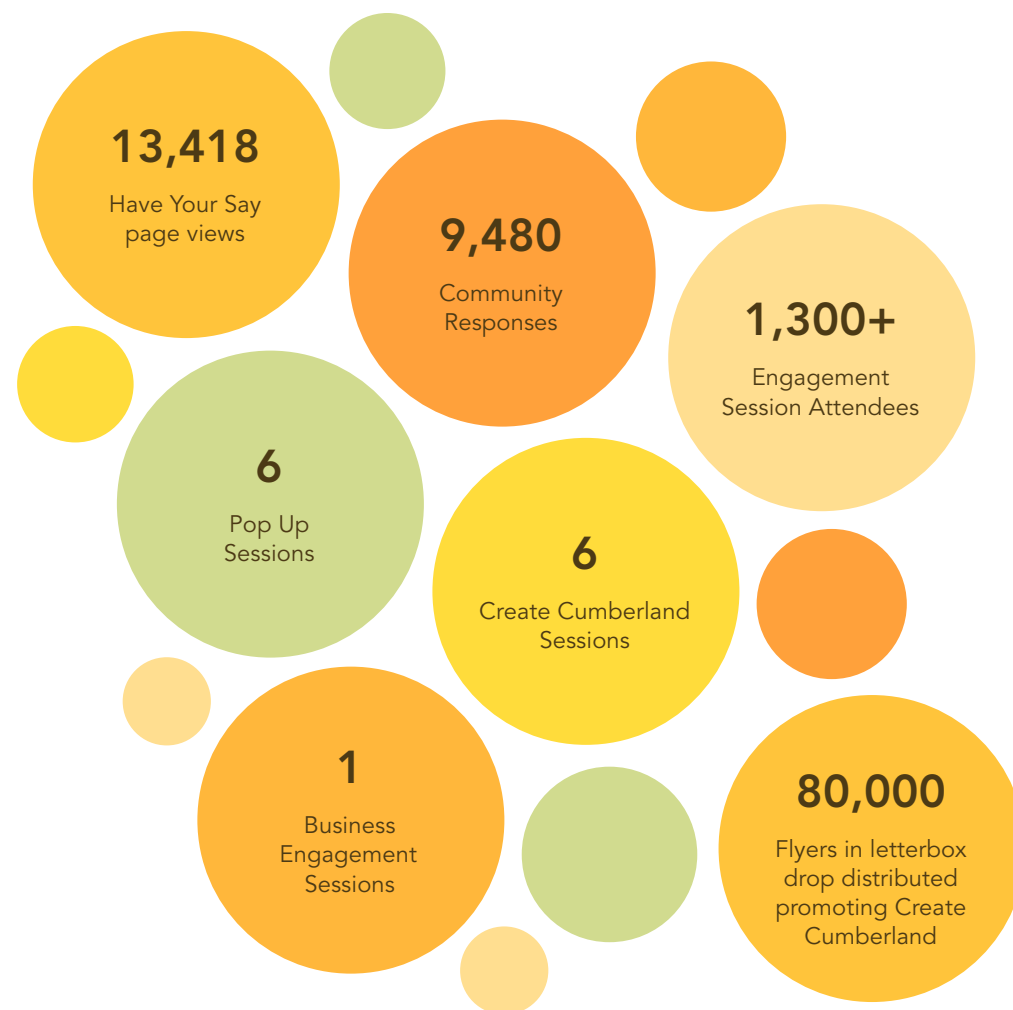 13,418
Have Your Say
page views
9,480
Community
Responses
1,300+
Engagement
Session Attendees
6
Pop Up
Sessions
6
Create Cumberland
Sessions
1
Business
Engagement
Sessions
80,000
Flyers in letterbox
drop distributed
promoting Create
Cumberland